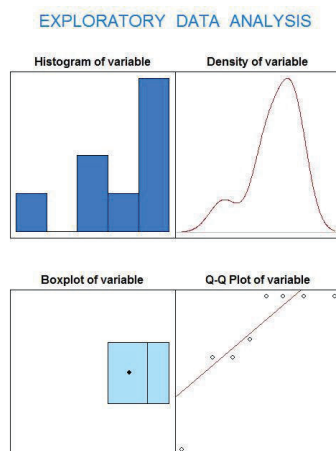 EXPLORATORY DATA ANALYSIS
Histogram of variable
Density of variable
Boxplot of variable
Q-Q Plot of variable